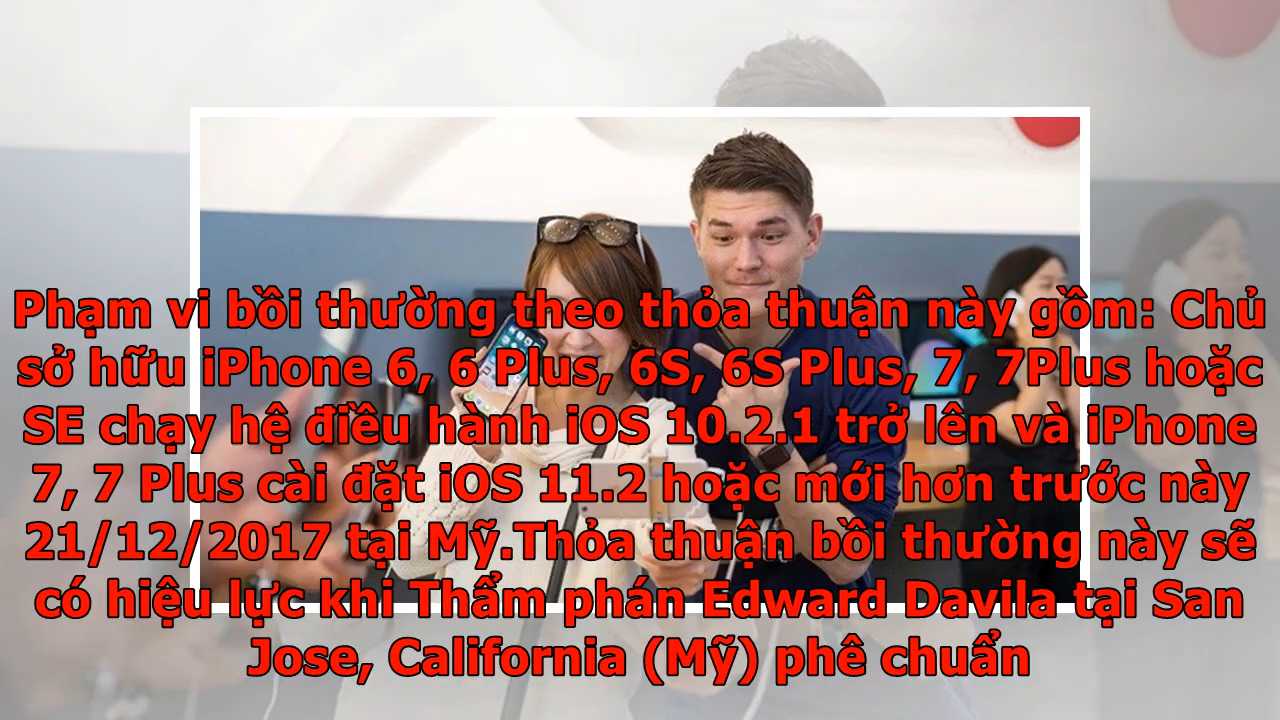 Phạm vi bồi thường theo thỏa thuận này gồm: Chủ
sở hữu iPhone 6, 6 Plus, 6S, 6S Plus, 7, 7Plus hoặc
SE chạy hệ điều hành iOS 10.2.1 trở lên và iPhone
7, 7 Plus cài đặt iOS 11.2 hoặc mới hơn trước này
21/12/2017 tại Mỹ.Thỏa thuận bồi thường này sẽ
có hiệu lực khi Thẩm phán Edward Davila tại San
Jose, California (Mỹ) phê chuẩn